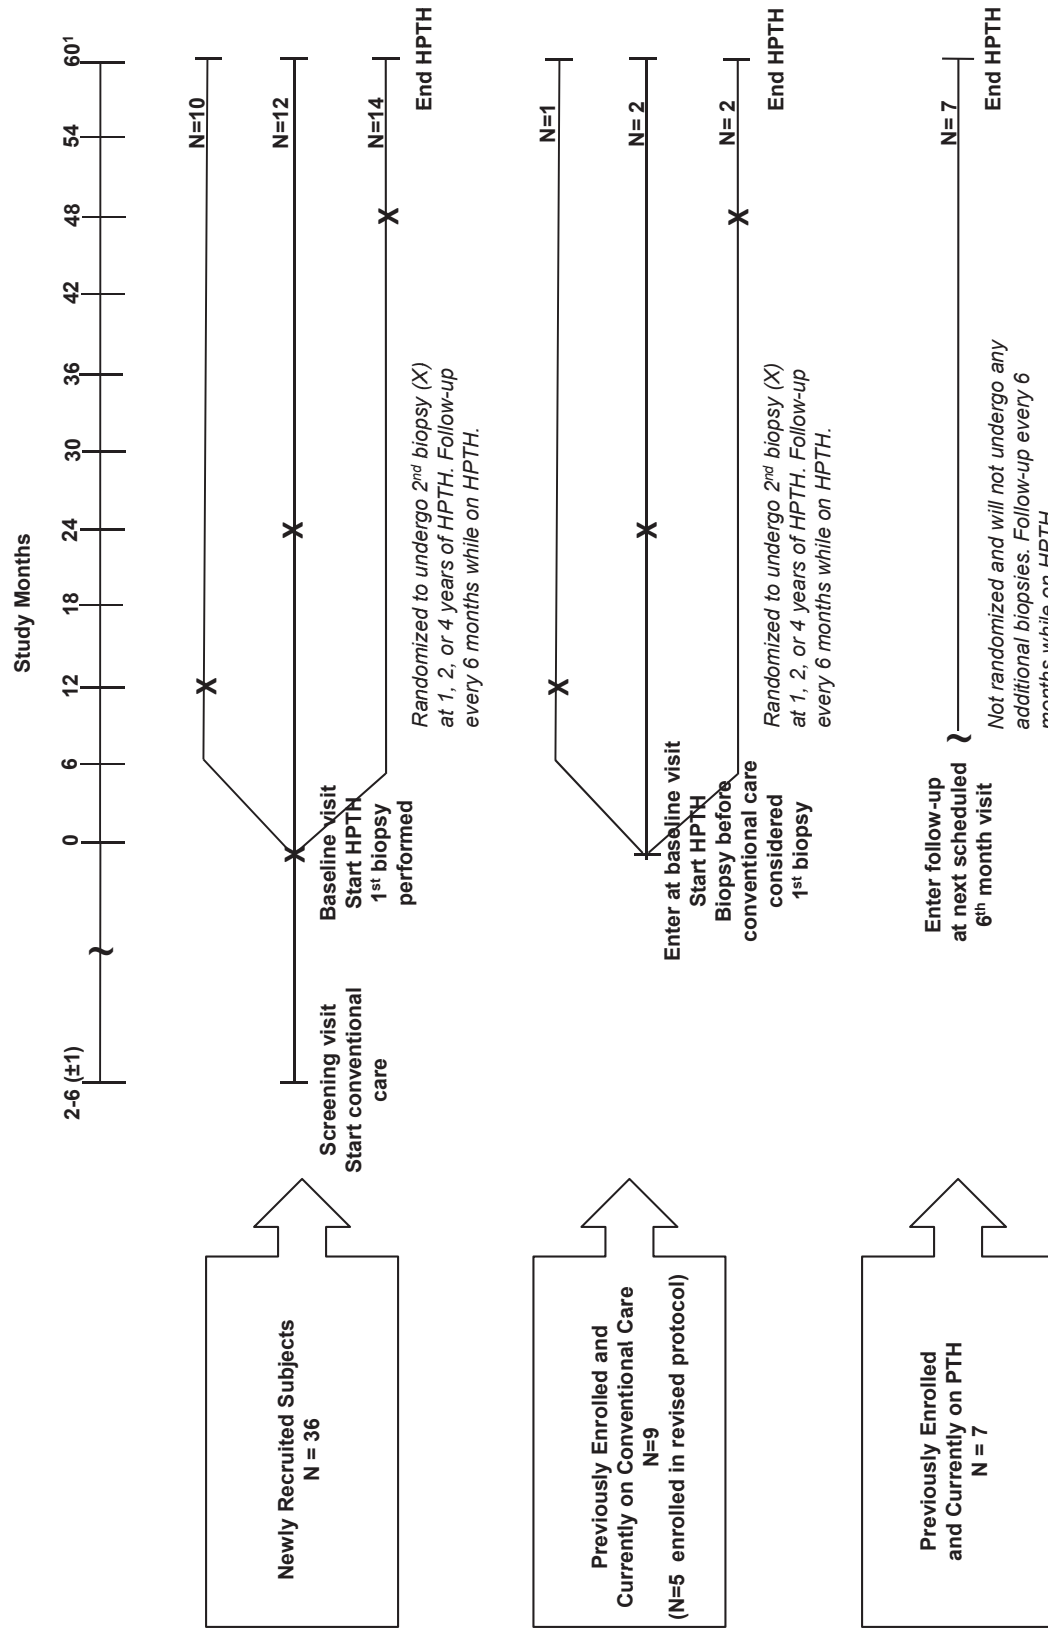 Study Months
2-6 (±1)
0
6
12
18
24
30
36
42
48
54
60¹
Newly Recruited Subjects
N = 36
Screening visit
Start conventional
care
Baseline visit
Start HPTH
1st biopsy
performed
X
X
X
X
N=10
N=12
N=14
End HPTH
Randomized to undergo 2nd biopsy (X)
at 1, 2, or 4 years of HPTH. Follow-up
every 6 months while on HPTH.
Previously Enrolled and
Currently on Conventional Care
N=9
(N=5 enrolled in revised protocol)
Enter at baseline visit
Start HPTH
Biopsy before
conventional care
considered
1st biopsy
X
X
X
N=1
N= 2
N= 2
End HPTH
Randomized to undergo 2nd biopsy (X)
at 1, 2, or 4 years of HPTH. Follow-up
every 6 months while on HPTH.
Previously Enrolled
and Currently on PTH
N = 7
Enter follow-up
at next scheduled
6th month visit
N= 7
End HPTH
Not randomized and will not undergo any
additional biopsies. Follow-up every 6
months while on HPTH